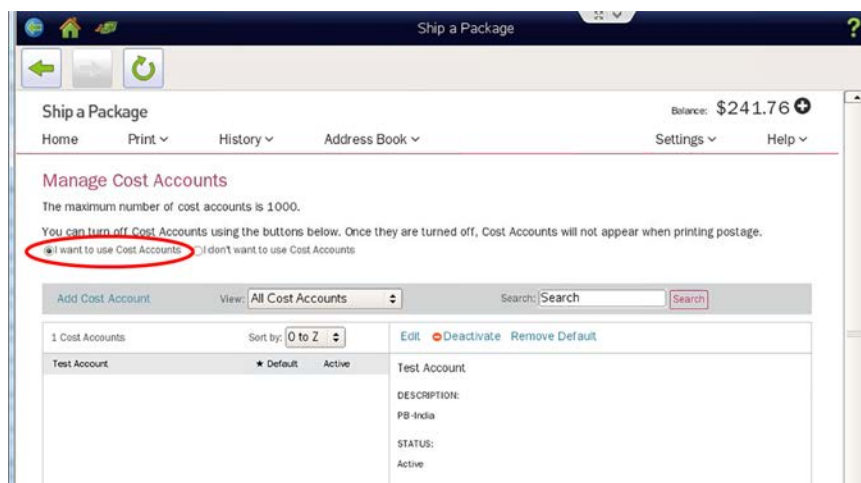 Ship a Package
?
Ship a Package
Balance: $241.76
Home Print History Address Book Settings Help
Manage Cost Accounts
The maximum number of cost accounts is 1000.
You can turn off Cost Accounts using the buttons below. Once they are turned off, Cost Accounts will not appear when printing postage.
I want to use Cost Accounts I don't want to use Cost Accounts
Add Cost Account View: All Cost Accounts Search: Search Search
1 Cost Accounts Sort by: 0 to Z Edit Deactivate Remove Default
Test Account ★ Default Active Test Account
DESCRIPTION:
PB-India
STATUS:
Active